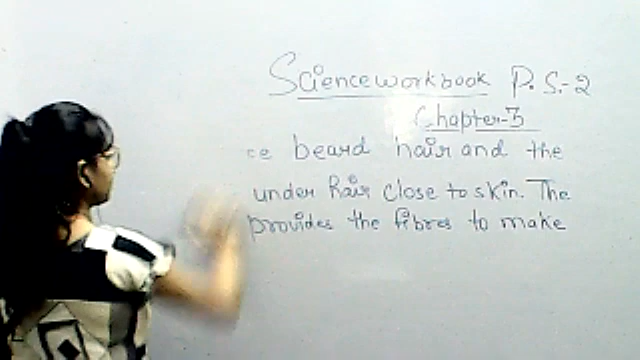 Science workbook P.S.-2
Chapter-3
ce beard hair and the
under hair close to skin. The
provides the fibres to make